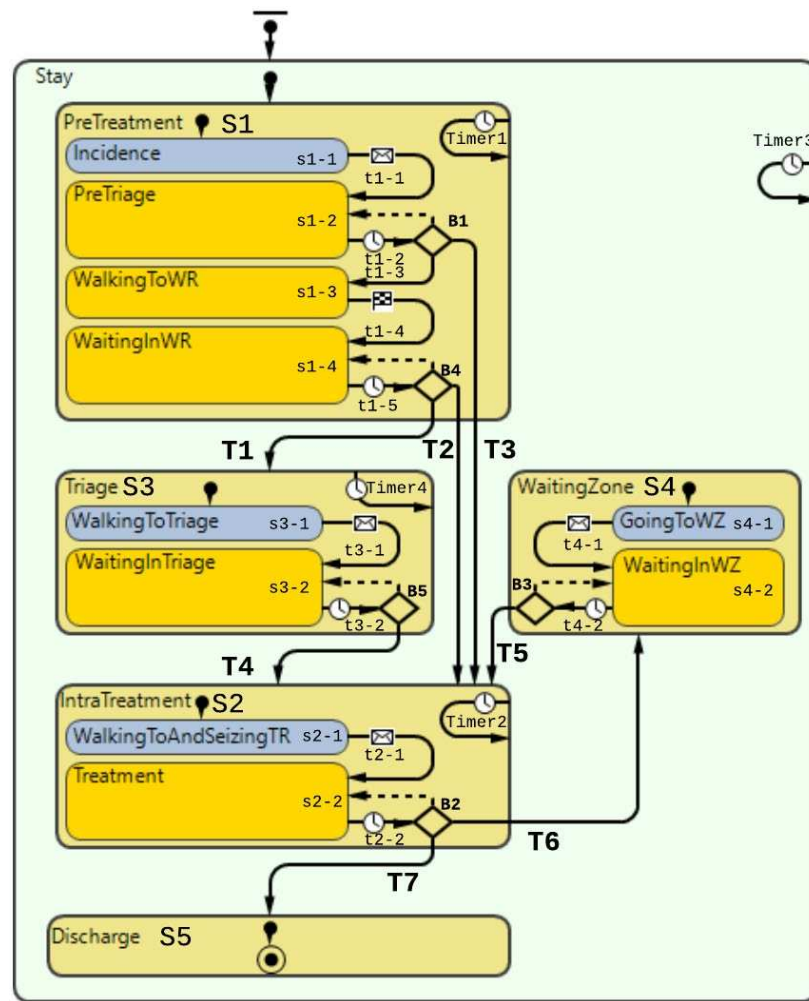 Stay
PreTreatment S1
Timer1
Incidence s1-1
t1-1
PreTriage
s1-2
B1
t1-2
t1-3
WalkingToWR
s1-3
t1-4
WaitingInWR
s1-4
B4
t1-5
Timer3
T1 T2 T3
Triage S3
Timer4
WalkingToTriage s3-1
t3-1
WaitingInTriage
s3-2
B5
t3-2
WaitingZone S4
GoingToWZ s4-1
t4-1
WaitingInWZ
B3
s4-2
t4-2
T4
T5
IntraTreatment S2
Timer2
WalkingToAndSeizingTR s2-1
t2-1
Treatment
s2-2
B2
t2-2
T6
T7
Discharge S5